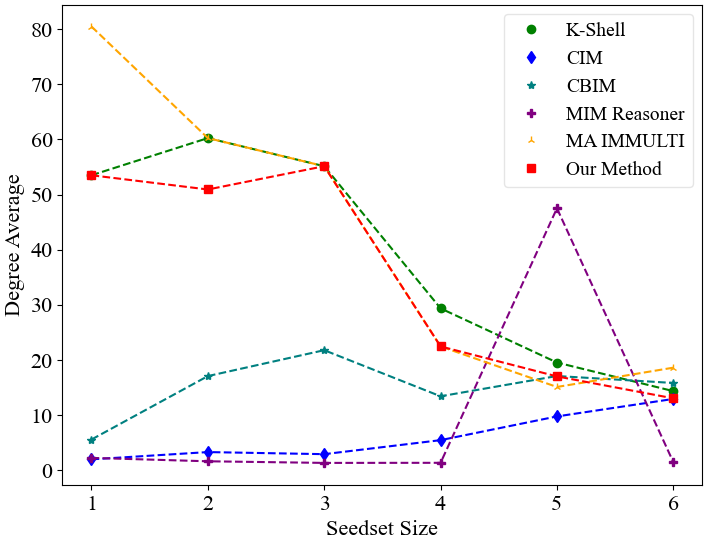 80
70
60
50
40
30
20
10
0
Degree Average
1 2 3 4 5 6
Seedset Size
K-Shell
CIM
CBIM
MIM Reasoner
MA IMMULTI
Our Method